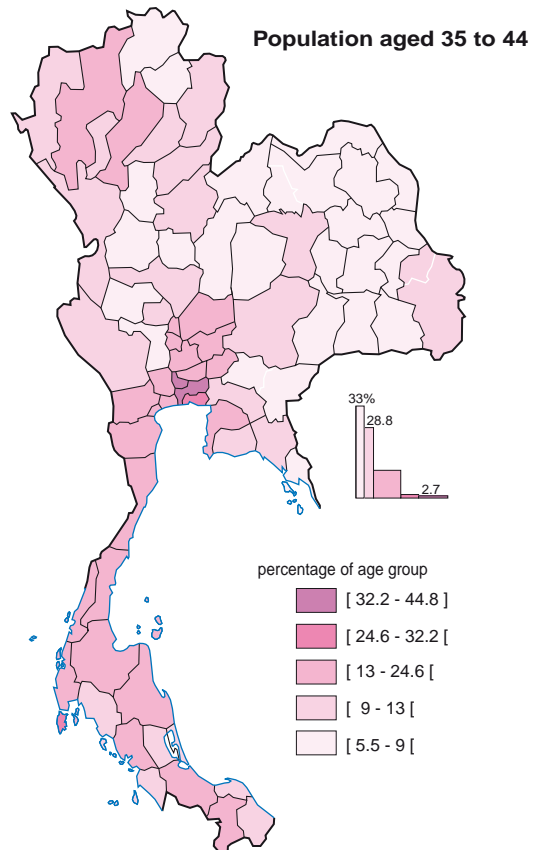 Population aged 35 to 44
33%
28.8
2.7
percentage of age group
[ 32.2 - 44.8 ]
[ 24.6 - 32.2 [
[ 13 - 24.6 [
[ 9 - 13 [
[ 5.5 - 9 [